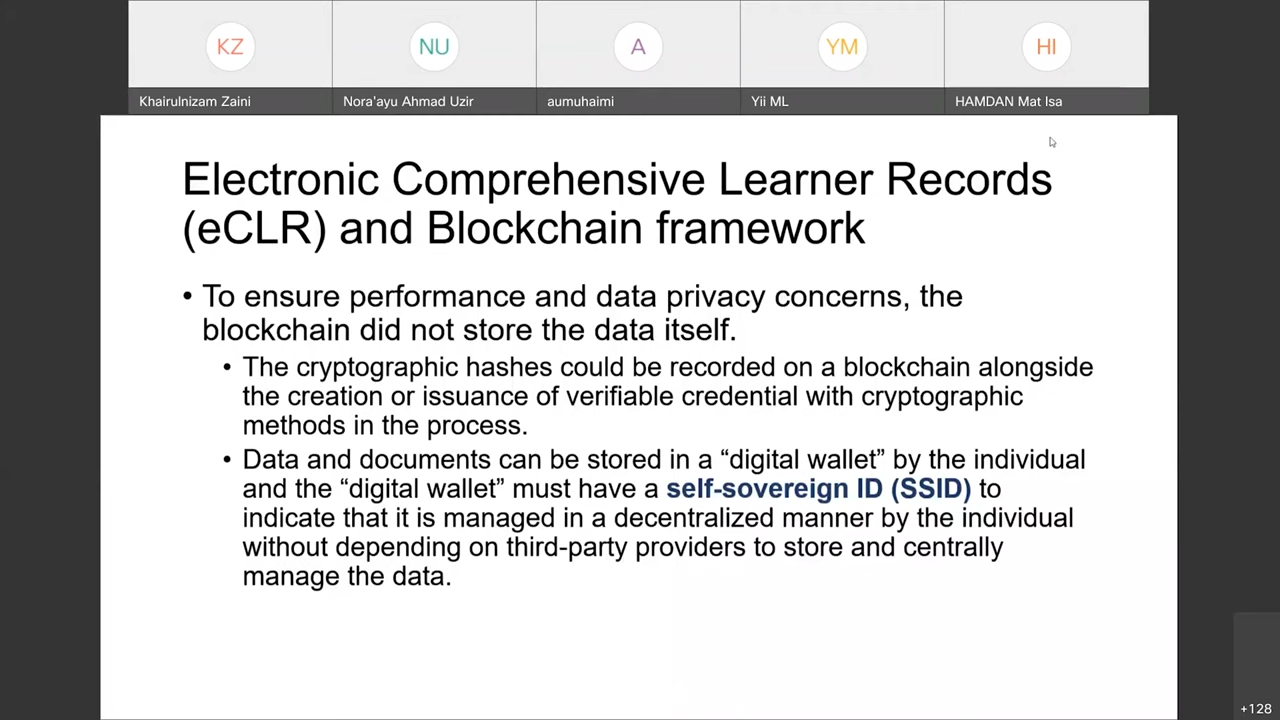 KZ
NU
A
YM
HI
Khairulnizam Zaini
Nora'ayu Ahmad Uzir
aumuhaimi
Yii ML
HAMDAN Mat Isa
Electronic Comprehensive Learner Records
(eCLR) and Blockchain framework
• To ensure performance and data privacy concerns, the
blockchain did not store the data itself.
• The cryptographic hashes could be recorded on a blockchain alongside
the creation or issuance of verifiable credential with cryptographic
methods in the process.
• Data and documents can be stored in a “digital wallet” by the individual
and the “digital wallet” must have a self-sovereign ID (SSID) to
indicate that it is managed in a decentralized manner by the individual
without depending on third-party providers to store and centrally
manage the data.
+128